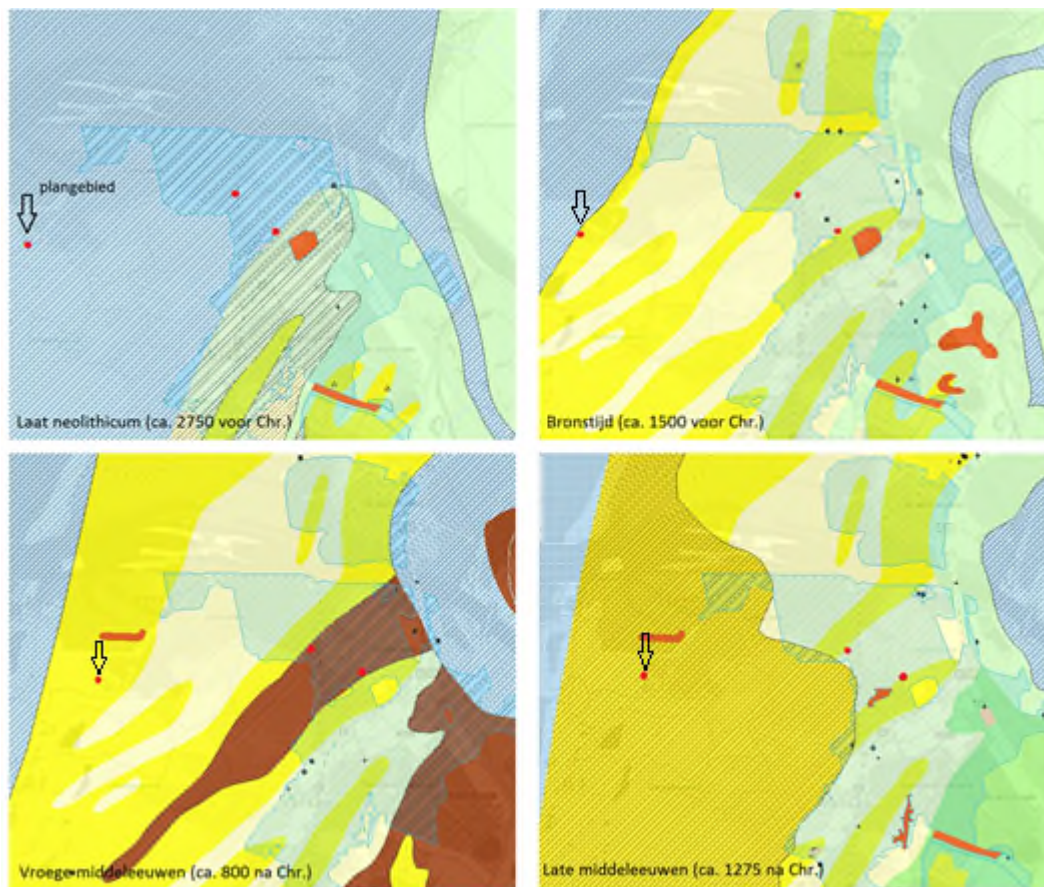 plangebied
Laat neolithicum (ca. 2750 voor Chr.)
Bronstijd (ca. 1500 voor Chr.)
Vroege middeleeuwen (ca. 800 na Chr.)
Late middeleeuwen (ca. 1275 na Chr.)